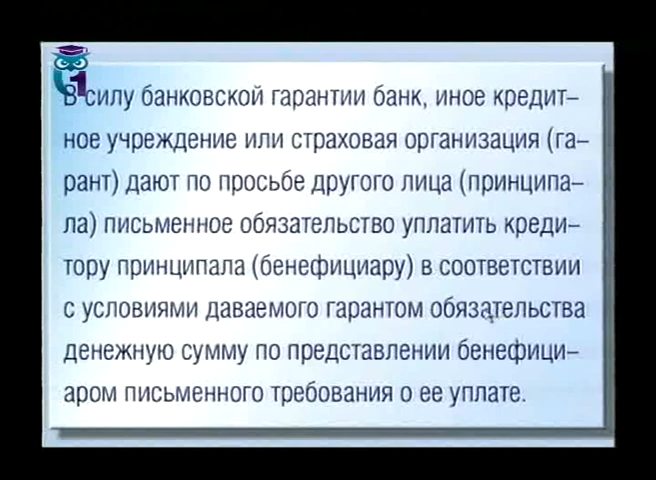 1
В силу банковской гарантии банк, иное кредит–
ное учреждение или страховая организация (га–
рант) дают по просьбе другого лица (принципа–
ла) письменное обязательство уплатить креди–
тору принципала (бенефициару) в соответствии
с условиями даваемого гарантом обязательства
денежную сумму по представлении бенефици–
аром письменного требования о ее уплате.